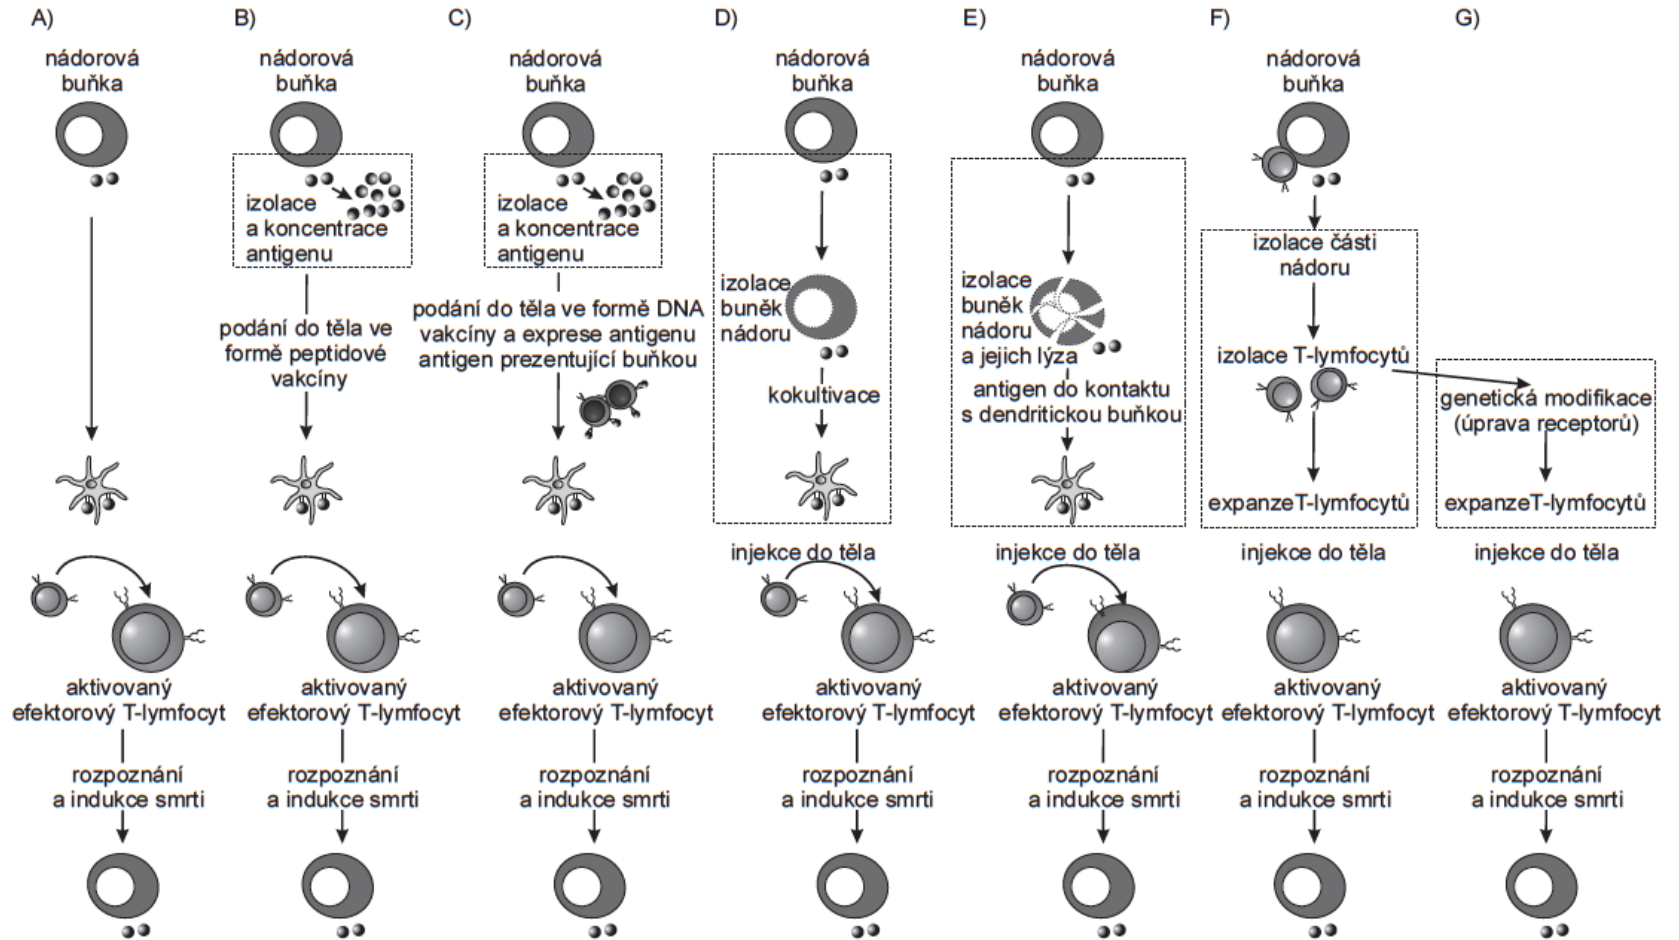 A)
nádorová
buňka
aktivovaný
efektorový T-lymfocyt
rozpoznání
a indukce smrti
B)
nádorová
buňka
izolace
a koncentrace
antigenu
podání do těla ve
formě peptidové
vakcíny
aktivovaný
efektorový T-lymfocyt
rozpoznání
a indukce smrti
C)
nádorová
buňka
izolace
a koncentrace
antigenu
podání do těla ve formě DNA
vakcíny a exprese antigenu
antigen prezentující buňkou
aktivovaný
efektorový T-lymfocyt
rozpoznání
a indukce smrti
D)
nádorová
buňka
izolace
buněk
nádoru
kokultivace
injekce do těla
aktivovaný
efektorový T-lymfocyt
rozpoznání
a indukce smrti
E)
nádorová
buňka
izolace
buněk
nádoru
a jejich lýza
antigen do kontaktu
s dendritickou buňkou
injekce do těla
aktivovaný
efektorový T-lymfocyt
rozpoznání
a indukce smrti
F)
nádorová
buňka
izolace části
nádoru
izolace T-lymfocytů
expanzeT-lymfocytů
injekce do těla
aktivovaný
efektorový T-lymfocyt
rozpoznání
a indukce smrti
G)
genetická modifikace
(úprava receptorů)
expanzeT-lymfocytů
injekce do těla
aktivovaný
efektorový T-lymfocyt
rozpoznání
a indukce smrti